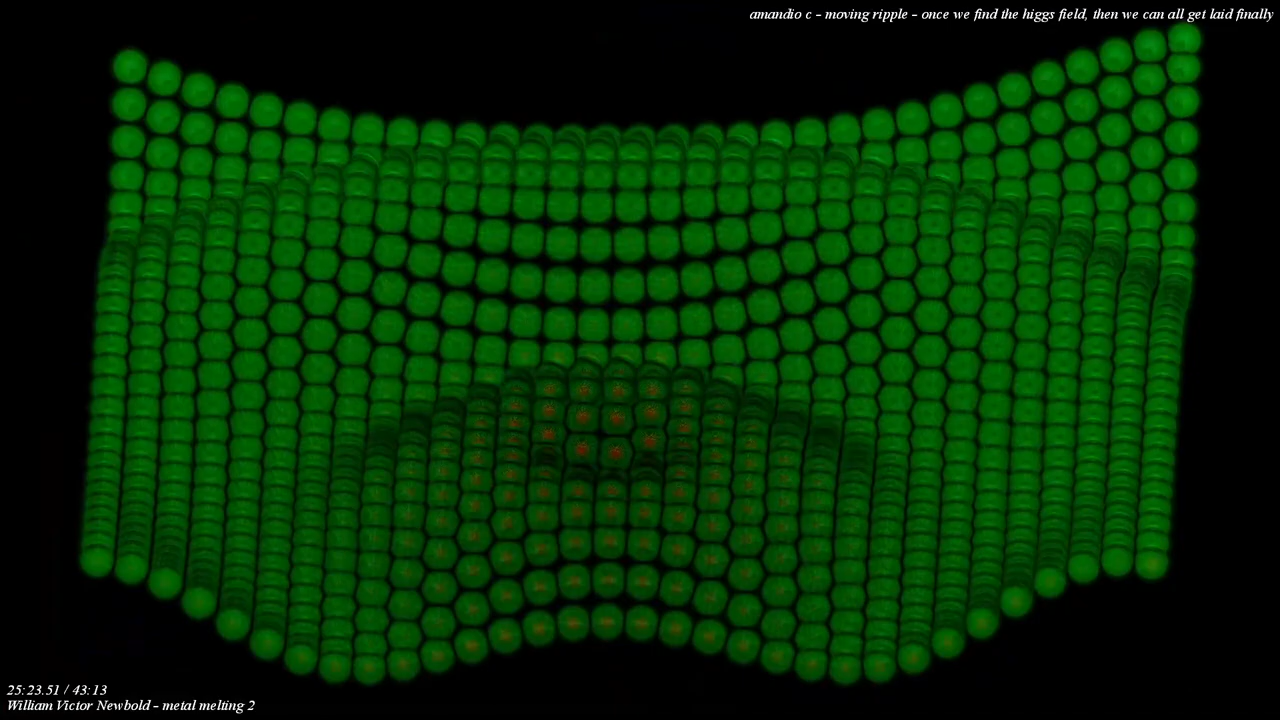 amandio c - moving ripple - once we find the higgs field, then we can all get laid finally
25:23.51 / 43:13
William Victor Newbold - metal melting 2